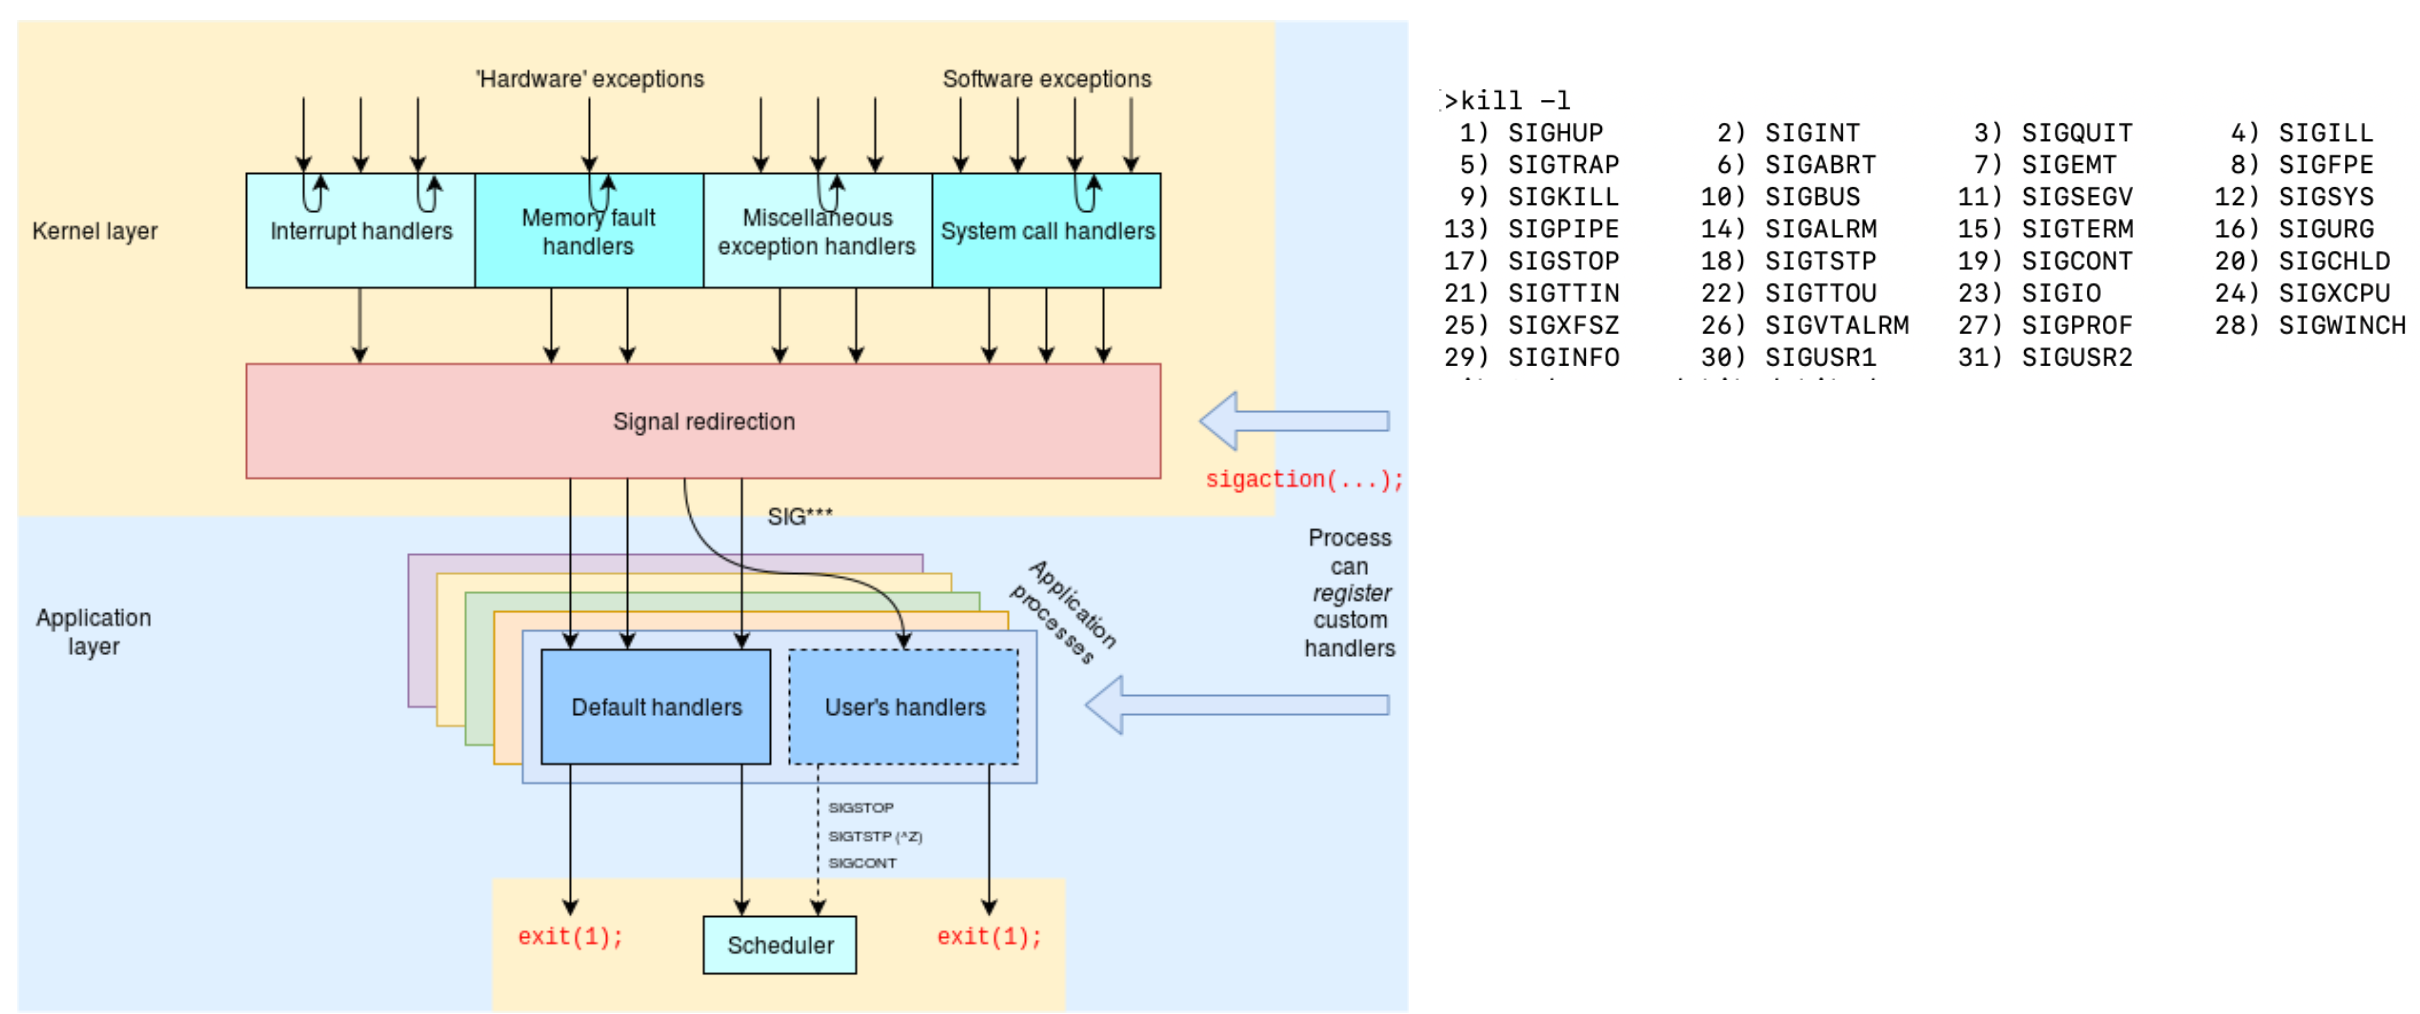 'Hardware' exceptions
Software exceptions
Kernel layer
Interrupt handlers
Memory fault
handlers
Miscellaneous
exception handlers
System call handlers
Signal redirection
sigaction(...);
SIG***
Application
processes
Process
can
register
custom
handlers
Application
layer
Default handlers
User's handlers
SIGSTOP
SIGTSTP (^Z)
SIGCONT
exit(1);
Scheduler
exit(1);
>kill -l
1) SIGHUP 2) SIGINT 3) SIGQUIT 4) SIGILL
5) SIGTRAP 6) SIGABRT 7) SIGEMT 8) SIGFPE
9) SIGKILL 10) SIGBUS 11) SIGSEGV 12) SIGSYS
13) SIGPIPE 14) SIGALRM 15) SIGTERM 16) SIGURG
17) SIGSTOP 18) SIGTSTP 19) SIGCONT 20) SIGCHLD
21) SIGTTIN 22) SIGTTOU 23) SIGIO 24) SIGXCPU
25) SIGXFSZ 26) SIGVTALRM 27) SIGPROF 28) SIGWINCH
29) SIGINFO 30) SIGUSR1 31) SIGUSR2